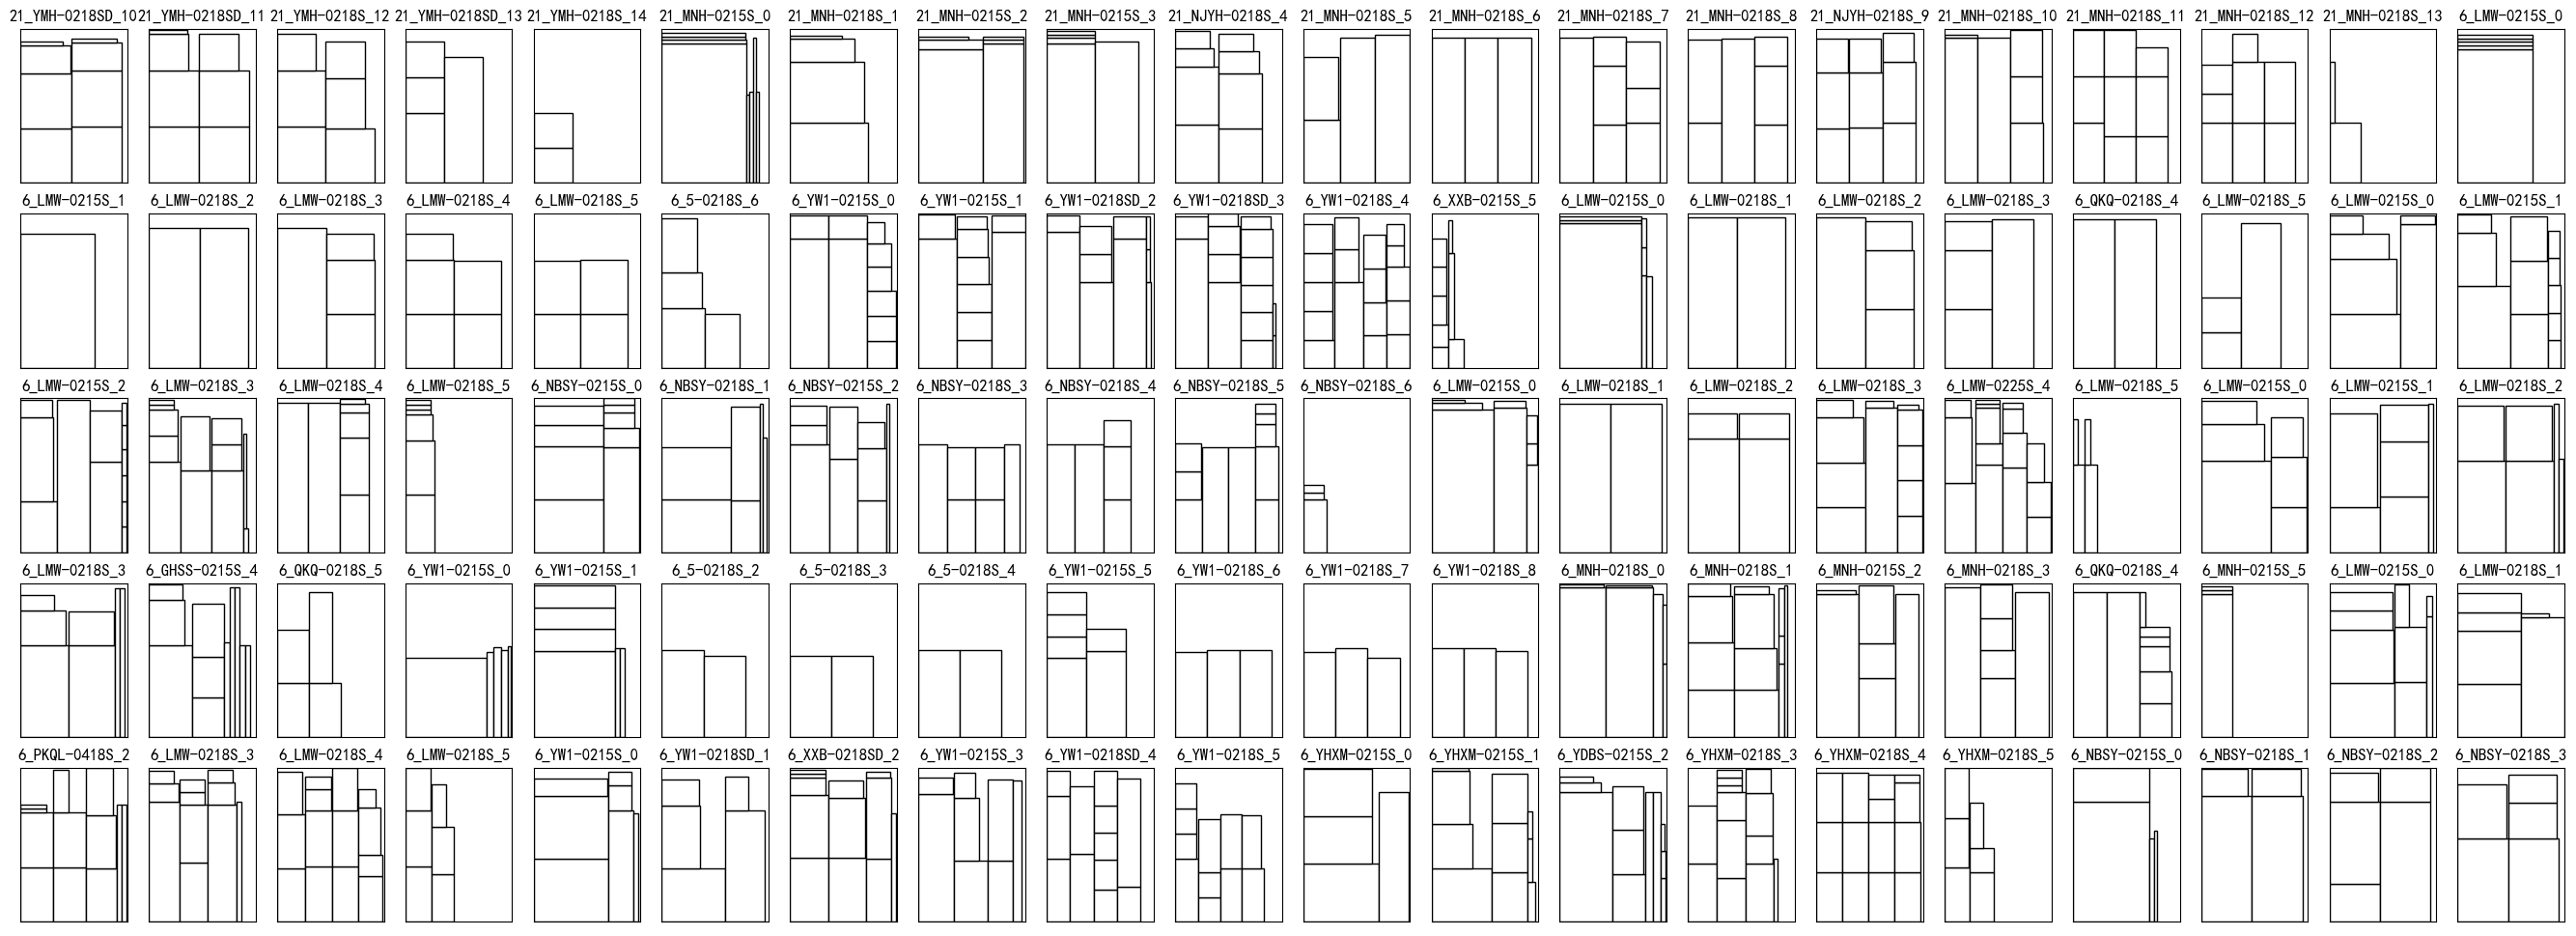 21_YMH-0218SD_10 21_YMH-0218SD_11 21_YMH-0218S_12 21_YMH-0218SD_13 21_YMH-0218S_14 21_MNH-0215S_0 21_MNH-0218S_1 21_MNH-0215S_2 21_MNH-0215S_3 21_NJYH-0218S_4 21_MNH-0218S_5 21_MNH-0218S_6 21_MNH-0218S_7 21_MNH-0218S_8 21_NJYH-0218S_9 21_MNH-0218S_10 21_MNH-0218S_11 21_MNH-0218S_12 21_MNH-0218S_13 6_LMW-0215S_0
6_LMW-0215S_1 6_LMW-0218S_2 6_LMW-0218S_3 6_LMW-0218S_4 6_LMW-0218S_5 6_5-0218S_6 6_YW1-0215S_0 6_YW1-0215S_1 6_YW1-0218SD_2 6_YW1-0218SD_3 6_YW1-0218S_4 6_XXB-0215S_5 6_LMW-0215S_0 6_LMW-0218S_1 6_LMW-0218S_2 6_LMW-0218S_3 6_QKQ-0218S_4 6_LMW-0218S_5 6_LMW-0215S_0 6_LMW-0215S_1
6_LMW-0215S_2 6_LMW-0218S_3 6_LMW-0218S_4 6_LMW-0218S_5 6_NBSY-0215S_0 6_NBSY-0218S_1 6_NBSY-0215S_2 6_NBSY-0218S_3 6_NBSY-0218S_4 6_NBSY-0218S_5 6_NBSY-0218S_6 6_LMW-0215S_0 6_LMW-0218S_1 6_LMW-0218S_2 6_LMW-0218S_3 6_LMW-0225S_4 6_LMW-0218S_5 6_LMW-0215S_0 6_LMW-0215S_1 6_LMW-0218S_2
6_LMW-0218S_3 6_GHSS-0215S_4 6_QKQ-0218S_5 6_YW1-0215S_0 6_YW1-0215S_1 6_5-0218S_2 6_5-0218S_3 6_5-0218S_4 6_YW1-0215S_5 6_YW1-0218S_6 6_YW1-0218S_7 6_YW1-0218S_8 6_MNH-0218S_0 6_MNH-0218S_1 6_MNH-0215S_2 6_MNH-0218S_3 6_QKQ-0218S_4 6_MNH-0215S_5 6_LMW-0215S_0 6_LMW-0218S_1
6_PKQL-0418S_2 6_LMW-0218S_3 6_LMW-0218S_4 6_LMW-0218S_5 6_YW1-0215S_0 6_YW1-0218SD_1 6_XXB-0218SD_2 6_YW1-0215S_3 6_YW1-0218SD_4 6_YW1-0218S_5 6_YHXM-0215S_0 6_YHXM-0215S_1 6_YDBS-0215S_2 6_YHXM-0218S_3 6_YHXM-0218S_4 6_YHXM-0218S_5 6_NBSY-0215S_0 6_NBSY-0218S_1 6_NBSY-0218S_2 6_NBSY-0218S_3